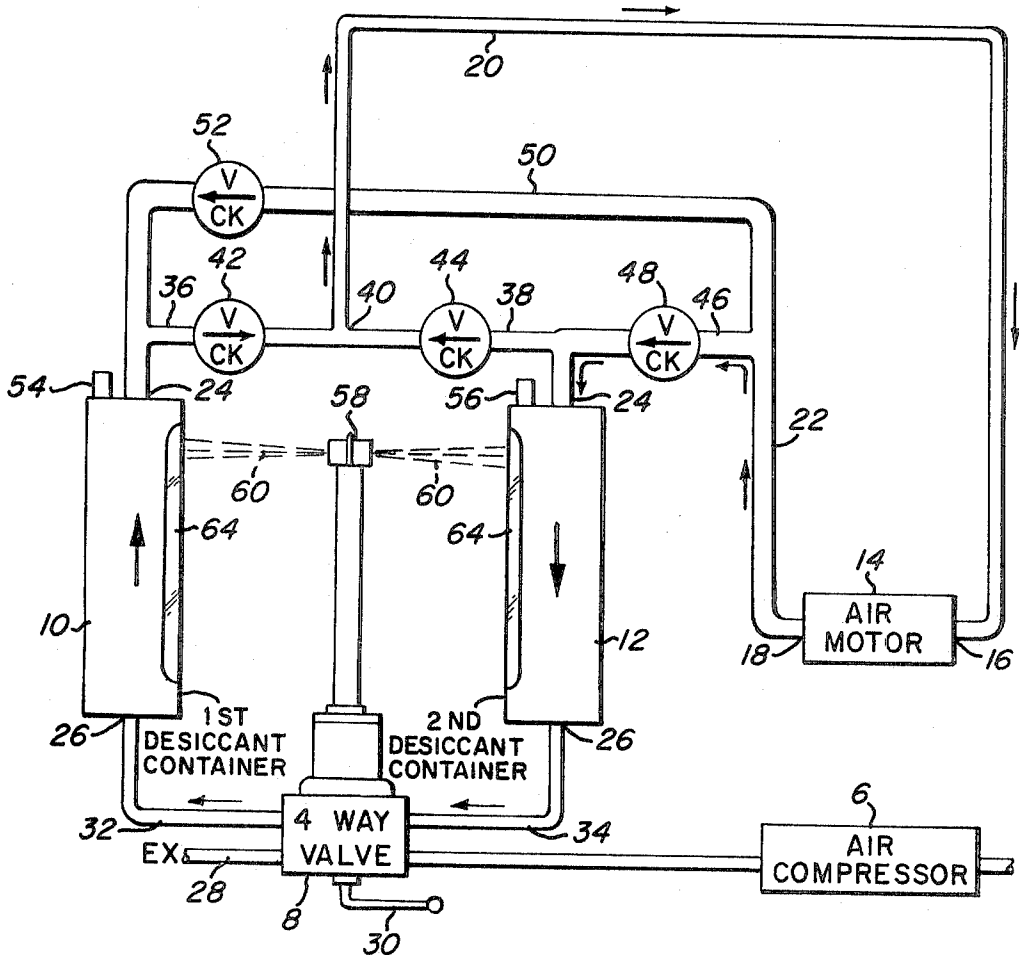 20
52
V
CK
50
42
44
48
36
V
CK
40
V
CK
38
V
CK
46
54
24
58
56
24
22
60
60
64
64
14
10
AIR
MOTOR
12
18
16
26
1ST
DESICCANT
CONTAINER
2ND
DESICCANT
CONTAINER
26
6
32
4 WAY
VALVE
34
AIR
COMPRESSOR
EX
28
8
30